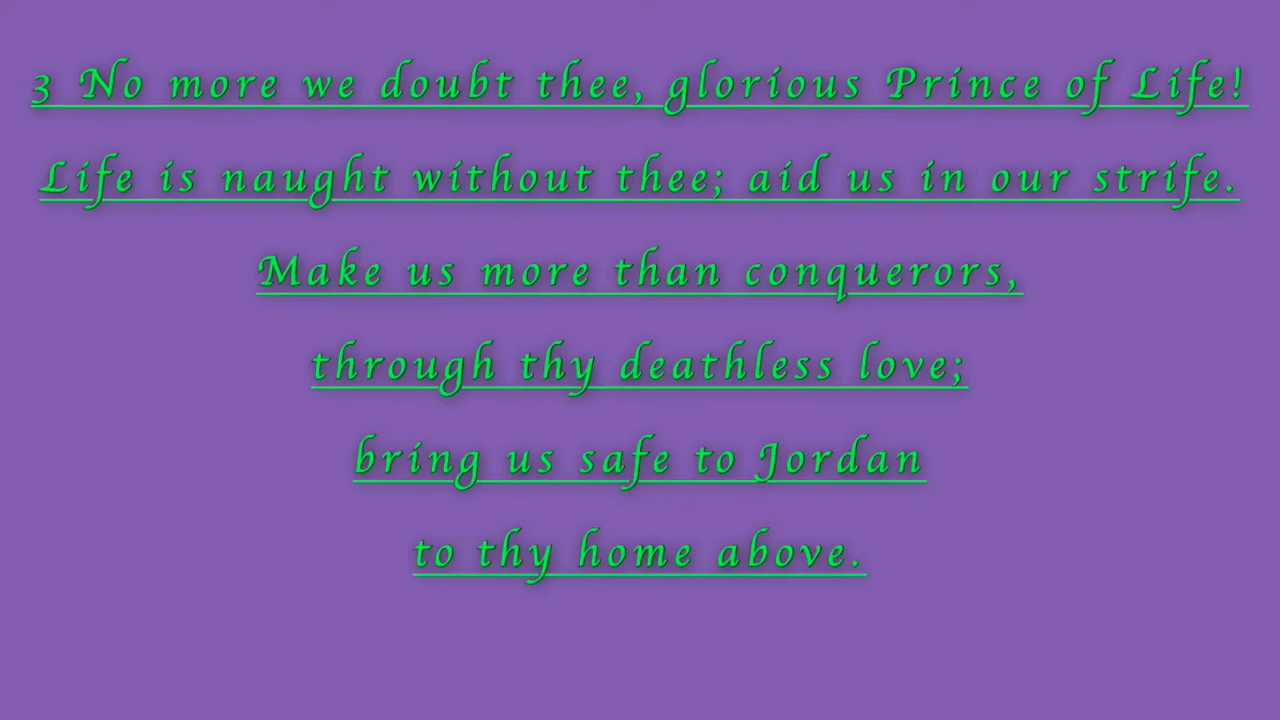 3 No more we doubt thee, glorious Prince of Life!
Life is naught without thee; aid us in our strife.
Make us more than conquerors,
through thy deathless love;
bring us safe to Jordan
to thy home above.